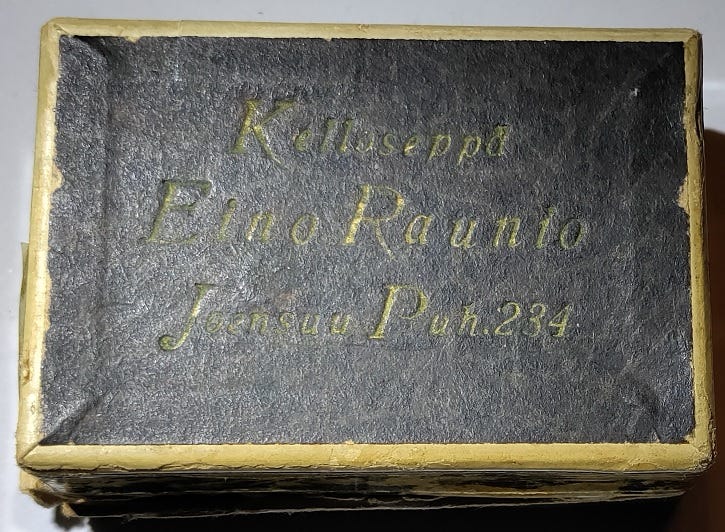 Kelloseppä
Eino Raunio
Joensuu Puh. 234